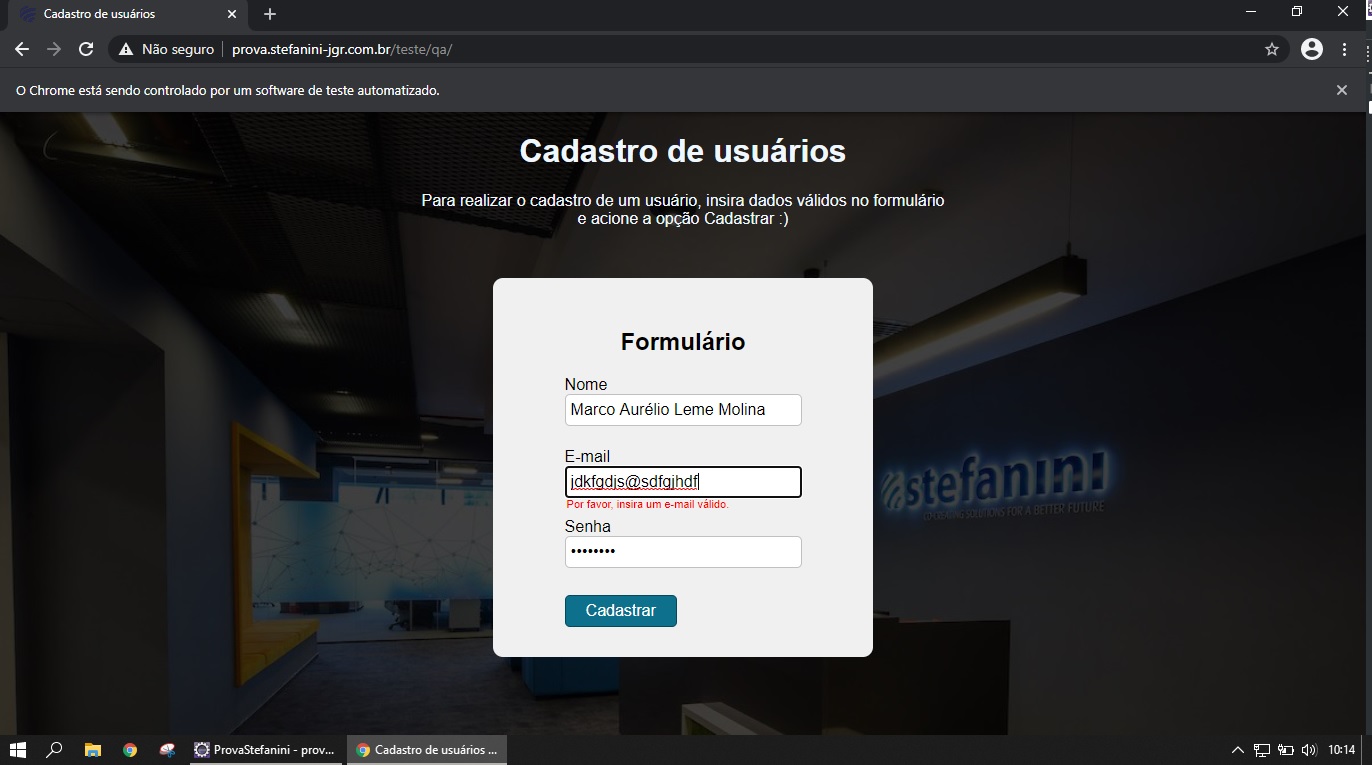 Cadastro de usuários
Não seguro
prova.stefanini-jgr.com.br/teste/qa/
O Chrome está sendo controlado por um software de teste automatizado.
Cadastro de usuários
Para realizar o cadastro de um usuário, insira dados válidos no formulário
e acione a opção Cadastrar :)
Formulário
Nome
Marco Aurélio Leme Molina
E-mail
jdkfgdjs@sdfgjhdf
Por favor, insira um e-mail válido.
Senha
••••••••
Cadastrar
stefanini
CO-CREATING SOLUTIONS FOR A BETTER FUTURE
ProvaStefanini - prov...
Cadastro de usuários ...
10:14